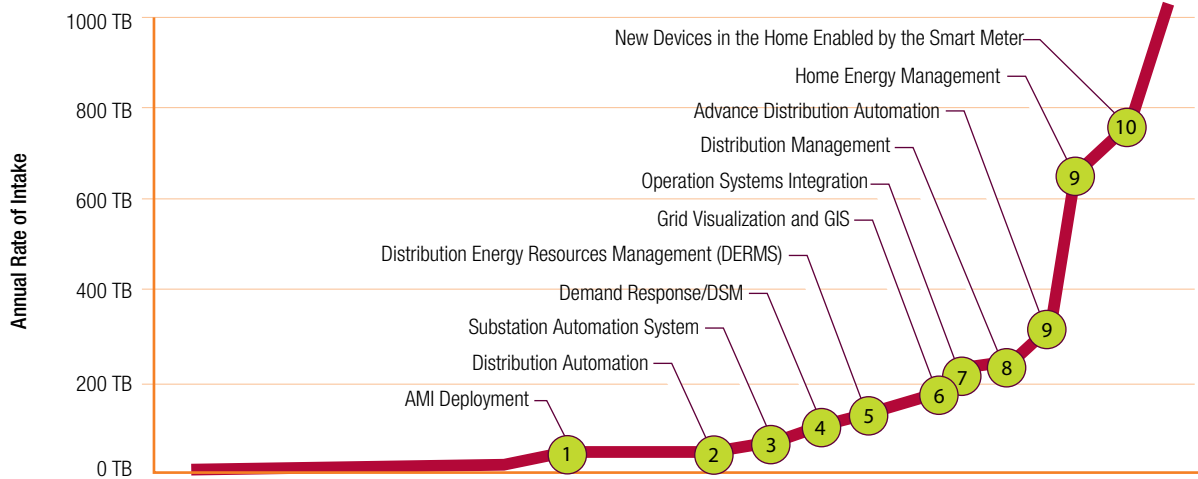 1000 TB
New Devices in the Home Enabled by the Smart Meter
Home Energy Management
800 TB
Advance Distribution Automation
Distribution Management
Operation Systems Integration
600 TB
Grid Visualization and GIS
Distribution Energy Resources Management (DERMS)
400 TB
Demand Response/DSM
Substation Automation System
Distribution Automation
200 TB
AMI Deployment
0 TB
Annual Rate of Intake
1
2
3
4
5
6
7
8
9
9
10